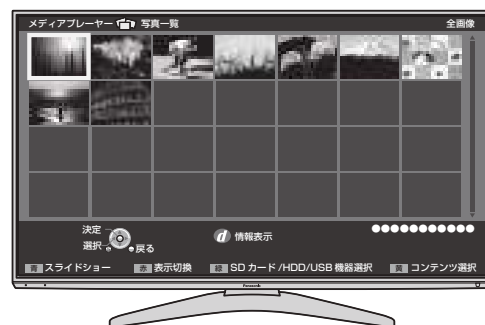 メディアプレーヤー 写真一覧 全画像
決定
選択 戻る
d 情報表示
青 スライドショー 赤 表示切換 緑 SDカード/HDD/USB機器選択 黄 コンテンツ選択
Panasonic